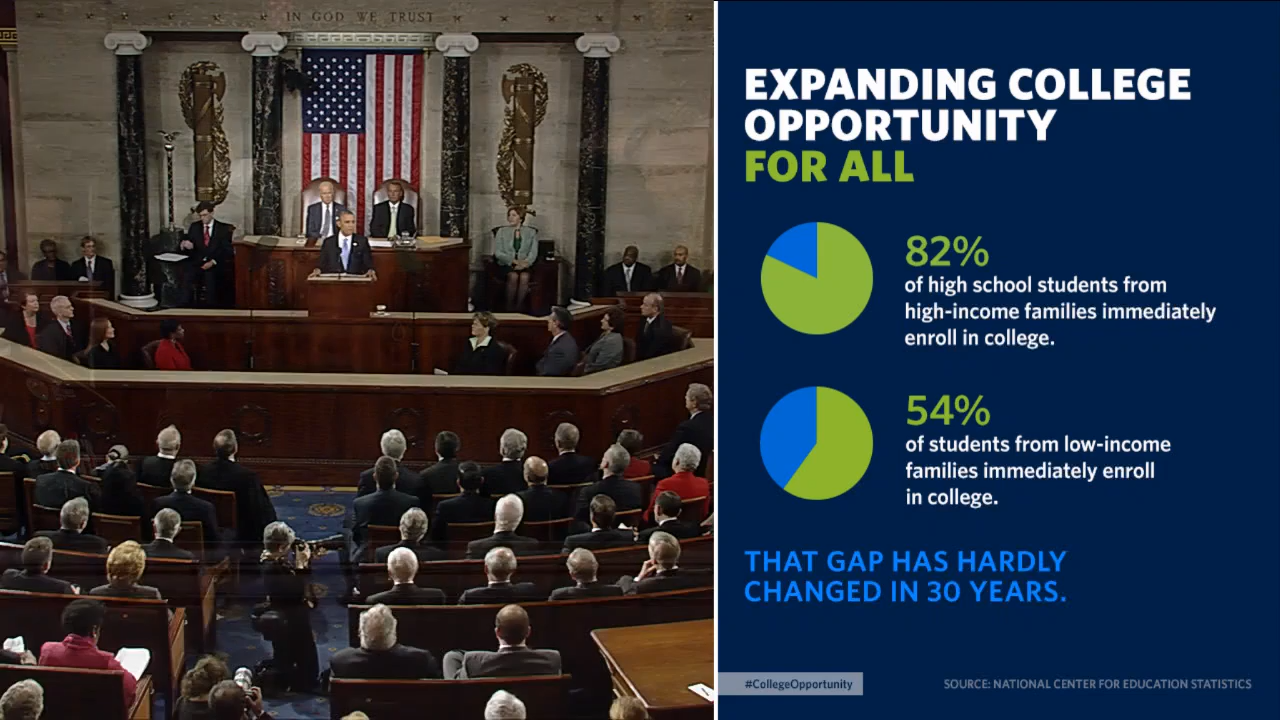 IN GOD WE TRUST
EXPANDING COLLEGE
OPPORTUNITY
FOR ALL
82%
of high school students from
high-income families immediately
enroll in college.
54%
of students from low-income
families immediately enroll
in college.
THAT GAP HAS HARDLY
CHANGED IN 30 YEARS.
#CollegeOpportunity
SOURCE: NATIONAL CENTER FOR EDUCATION STATISTICS